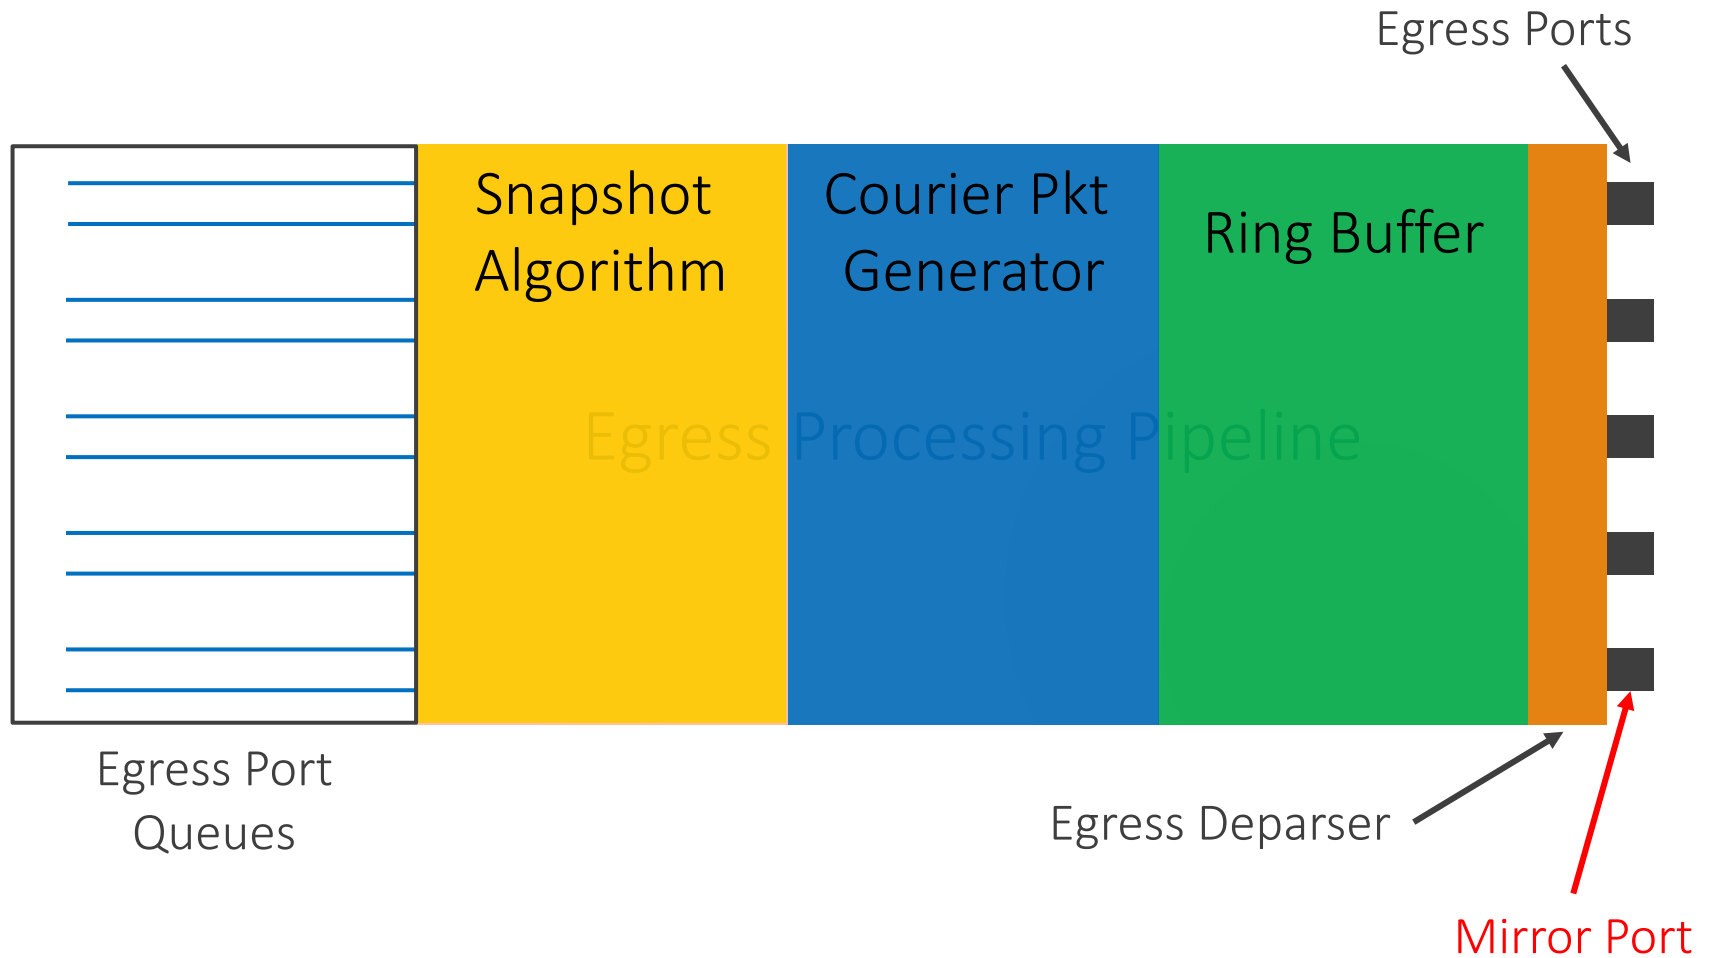 Egress Ports
Snapshot
Algorithm
Courier Pkt
Generator
Ring Buffer
Egress Processing Pipeline
Egress Port
Queues
Egress Deparser
Mirror Port